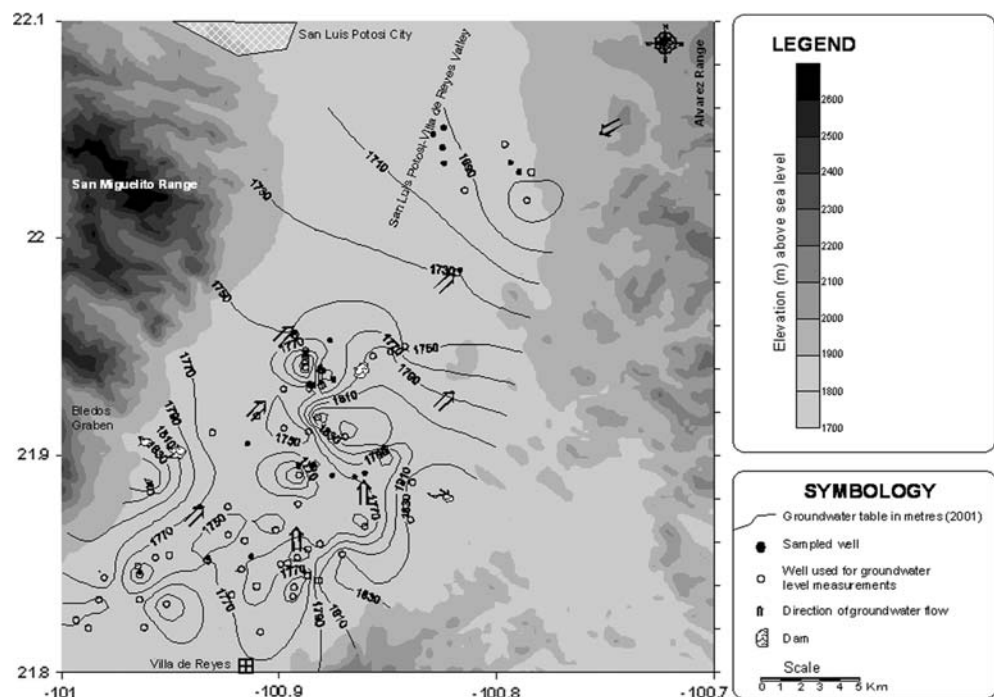 22.1
San Luis Potosi City
San Luis Potosi-Villa de Reyes Valley
Alvarez Range
1710
1690
San Miguelito Range
22
1730
1730
1750
1770
1750
1770
1770
1790
1810
Bledos
Graben
1790
1810
1830
1830
1750
21.9
1790
1810
1830
1770
1750
1770
1770
1770
1830
1810
1790
Villa de Reyes
21.8
-101
-100.9
-100.8
-100.7
LEGEND
Elevation (m) above sea level
2600
2500
2400
2300
2200
2100
2000
1900
1800
1700
SYMBOLOGY
Groundwater table in metres (2001)
Sampled well
Well used for groundwater
level measurements
Direction of groundwater flow
Dam
Scale
0 1 2 3 4 5 Km